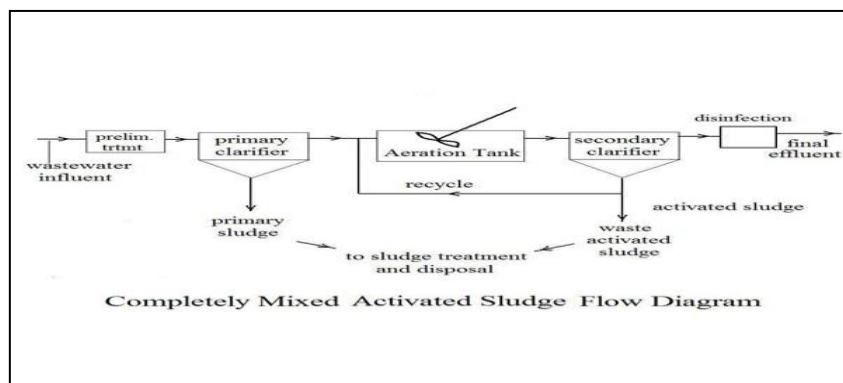 prelim.
trtmt
wastewater
influent
primary
clarifier
primary
sludge
Aeration Tank
recycle
secondary
clarifier
disinfection
final
effluent
activated sludge
waste
activated
sludge
to sludge treatment
and disposal
Completely Mixed Activated Sludge Flow Diagram